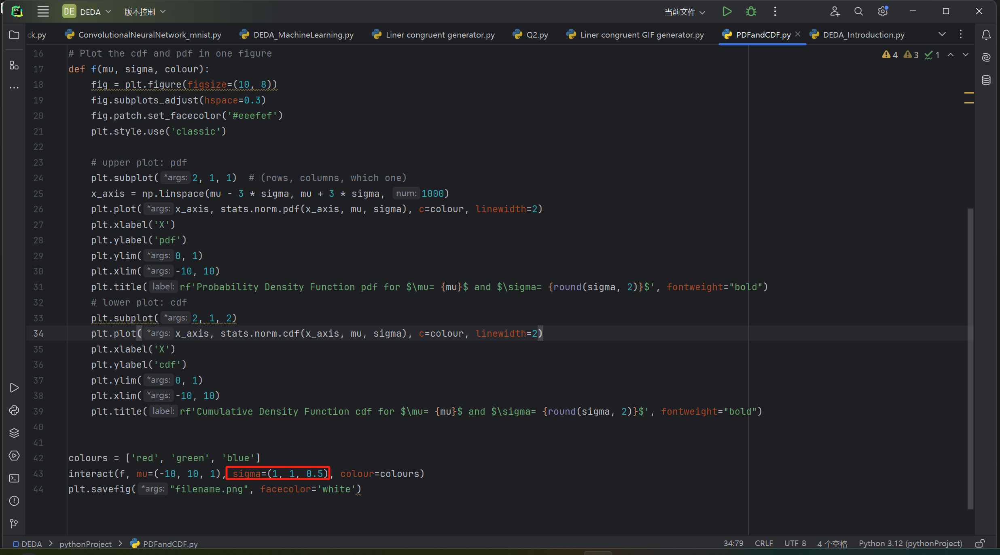 PC
DE DEDA 版本控制 当前文件
ck.py ConvolutionalNeuralNetwork_mnist.py DEDA_MachineLearning.py Liner congruent generator.py Q2.py Liner congruent GIF generator.py PDFandCDF.py DEDA_Introduction.py
4 3 1
16 # Plot the cdf and pdf in one figure
17 def f(mu, sigma, colour):
18     fig = plt.figure(figsize=(10, 8))
19     fig.subplots_adjust(hspace=0.3)
20     fig.patch.set_facecolor('#eeefef')
21     plt.style.use('classic')
22
23     # upper plot: pdf
24     plt.subplot( *args: 2, 1, 1)  # (rows, columns, which one)
25     x_axis = np.linspace(mu - 3 * sigma, mu + 3 * sigma, num: 1000)
26     plt.plot( *args: x_axis, stats.norm.pdf(x_axis, mu, sigma), c=colour, linewidth=2)
27     plt.xlabel('X')
28     plt.ylabel('pdf')
29     plt.ylim( *args: 0, 1)
30     plt.xlim( *args: -10, 10)
31     plt.title( label: rf'Probability Density Function pdf for $\mu= {mu}$ and $\sigma= {round(sigma, 2)}$', fontweight="bold")
32     # lower plot: cdf
33     plt.subplot( *args: 2, 1, 2)
34     plt.plot( *args: x_axis, stats.norm.cdf(x_axis, mu, sigma), c=colour, linewidth=2)
35     plt.xlabel('X')
36     plt.ylabel('cdf')
37     plt.ylim( *args: 0, 1)
38     plt.xlim( *args: -10, 10)
39     plt.title( label: rf'Cumulative Density Function cdf for $\mu= {mu}$ and $\sigma= {round(sigma, 2)}$', fontweight="bold")
40
41
42 colours = ['red', 'green', 'blue']
43 interact(f, mu=(-10, 10, 1), sigma=(1, 1, 0.5), colour=colours)
44 plt.savefig( *args: "filename.png", facecolor='white')
DEDA > pythonProject > PDFandCDF.py 34:79 CRLF UTF-8 4 个空格 Python 3.12 (pythonProject)